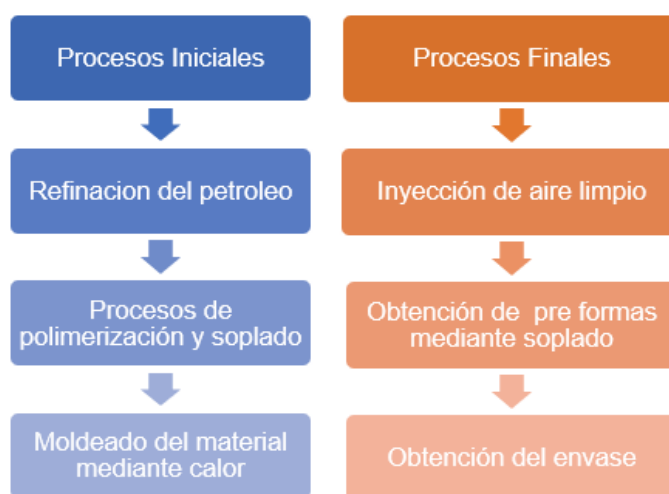 Procesos Iniciales
Refinacion del petroleo
Procesos de
polimerización y soplado
Moldeado del material
mediante calor
Procesos Finales
Inyección de aire limpio
Obtención de pre formas
mediante soplado
Obtención del envase